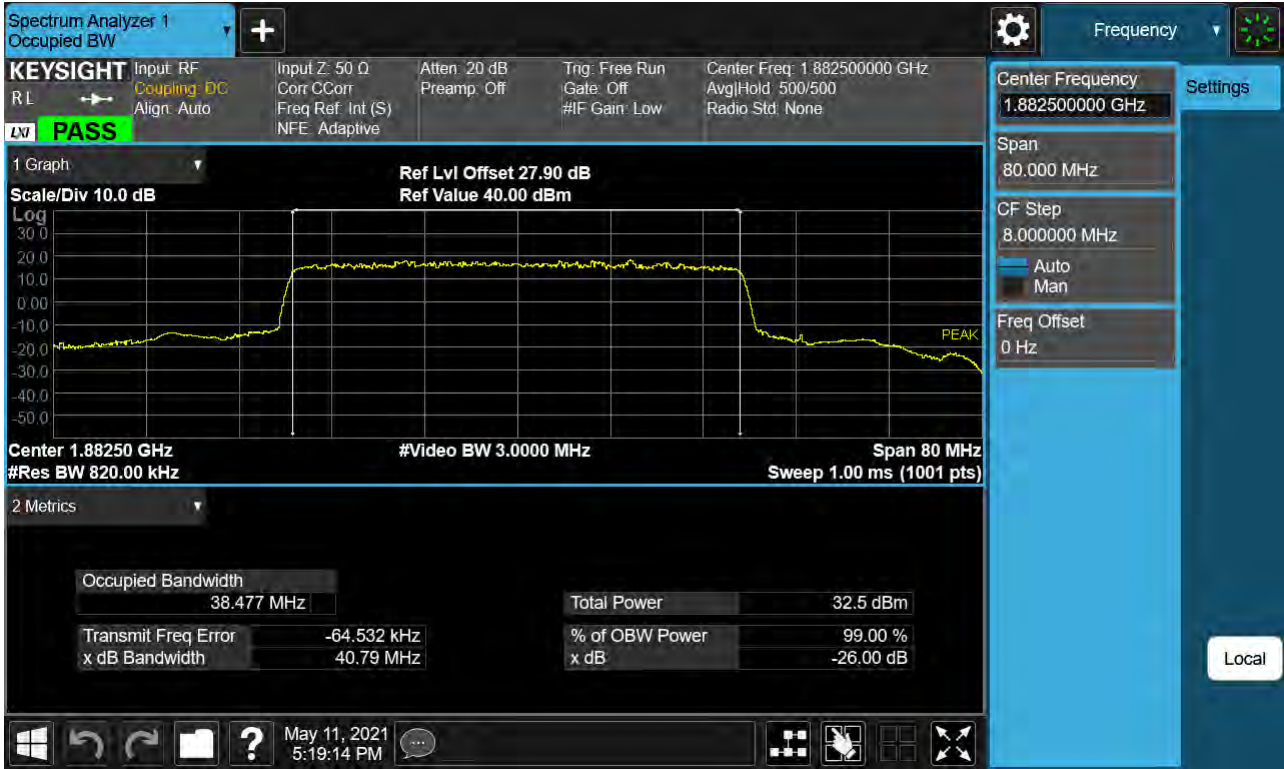 Spectrum Analyzer 1
Occupied BW
▼
+
Frequency
▼
KEYSIGHT
RL
LXI
PASS
Input: RF
Coupling: DC
Align: Auto
Input Z: 50 Ω
Corr CCorr
Freq Ref: Int (S)
NFE: Adaptive
Atten: 20 dB
Preamp: Off
Trig: Free Run
Gate: Off
#IF Gain: Low
Center Freq: 1.882500000 GHz
Avg|Hold: 500/500
Radio Std: None
1 Graph
▼
Scale/Div 10.0 dB
Ref Lvl Offset 27.90 dB
Ref Value 40.00 dBm
Log
30.0
20.0
10.0
0.00
-10.0
-20.0
-30.0
-40.0
-50.0
PEAK
Center 1.88250 GHz
#Video BW 3.0000 MHz
Span 80 MHz
#Res BW 820.00 kHz
Sweep 1.00 ms (1001 pts)
2 Metrics
▼
Occupied Bandwidth
38.477 MHz
Transmit Freq Error -64.532 kHz
x dB Bandwidth 40.79 MHz
Total Power 32.5 dBm
% of OBW Power 99.00 %
x dB -26.00 dB
Center Frequency
1.882500000 GHz
Span
80.000 MHz
CF Step
8.000000 MHz
Auto
Man
Freq Offset
0 Hz
Settings
Local
?
May 11, 2021
5:19:14 PM